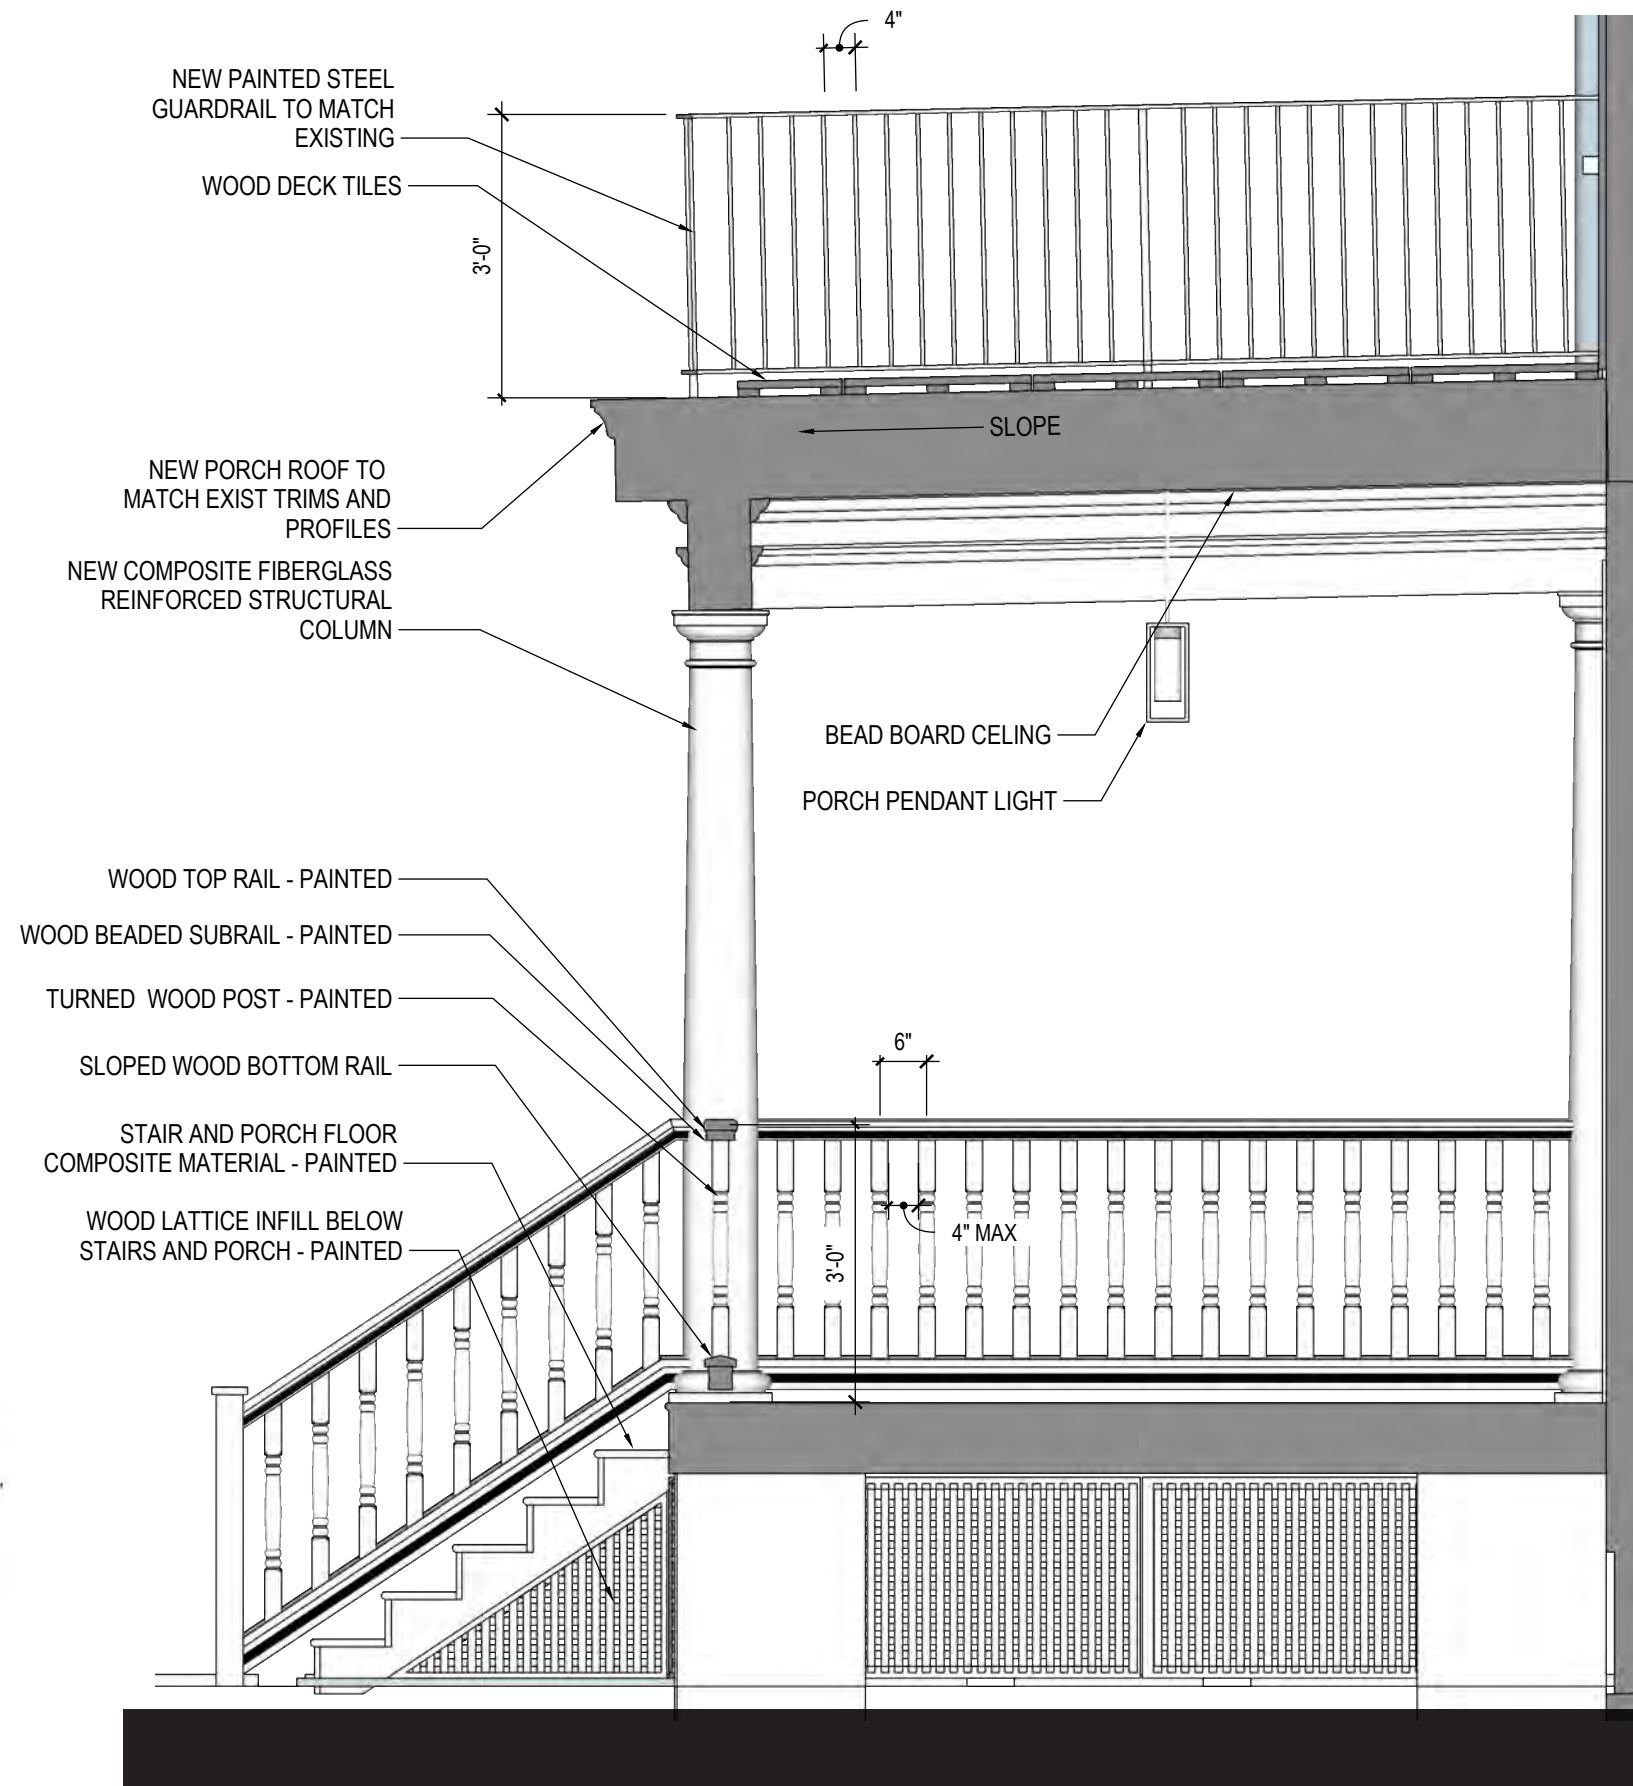 4"
NEW PAINTED STEEL
GUARDRAIL TO MATCH
EXISTING
WOOD DECK TILES
3'-0"
SLOPE
NEW PORCH ROOF TO
MATCH EXIST TRIMS AND
PROFILES
NEW COMPOSITE FIBERGLASS
REINFORCED STRUCTURAL
COLUMN
BEAD BOARD CELING
PORCH PENDANT LIGHT
WOOD TOP RAIL - PAINTED
WOOD BEADED SUBRAIL - PAINTED
TURNED WOOD POST - PAINTED
6"
SLOPED WOOD BOTTOM RAIL
STAIR AND PORCH FLOOR
COMPOSITE MATERIAL - PAINTED
WOOD LATTICE INFILL BELOW
STAIRS AND PORCH - PAINTED
4" MAX
3'-0"